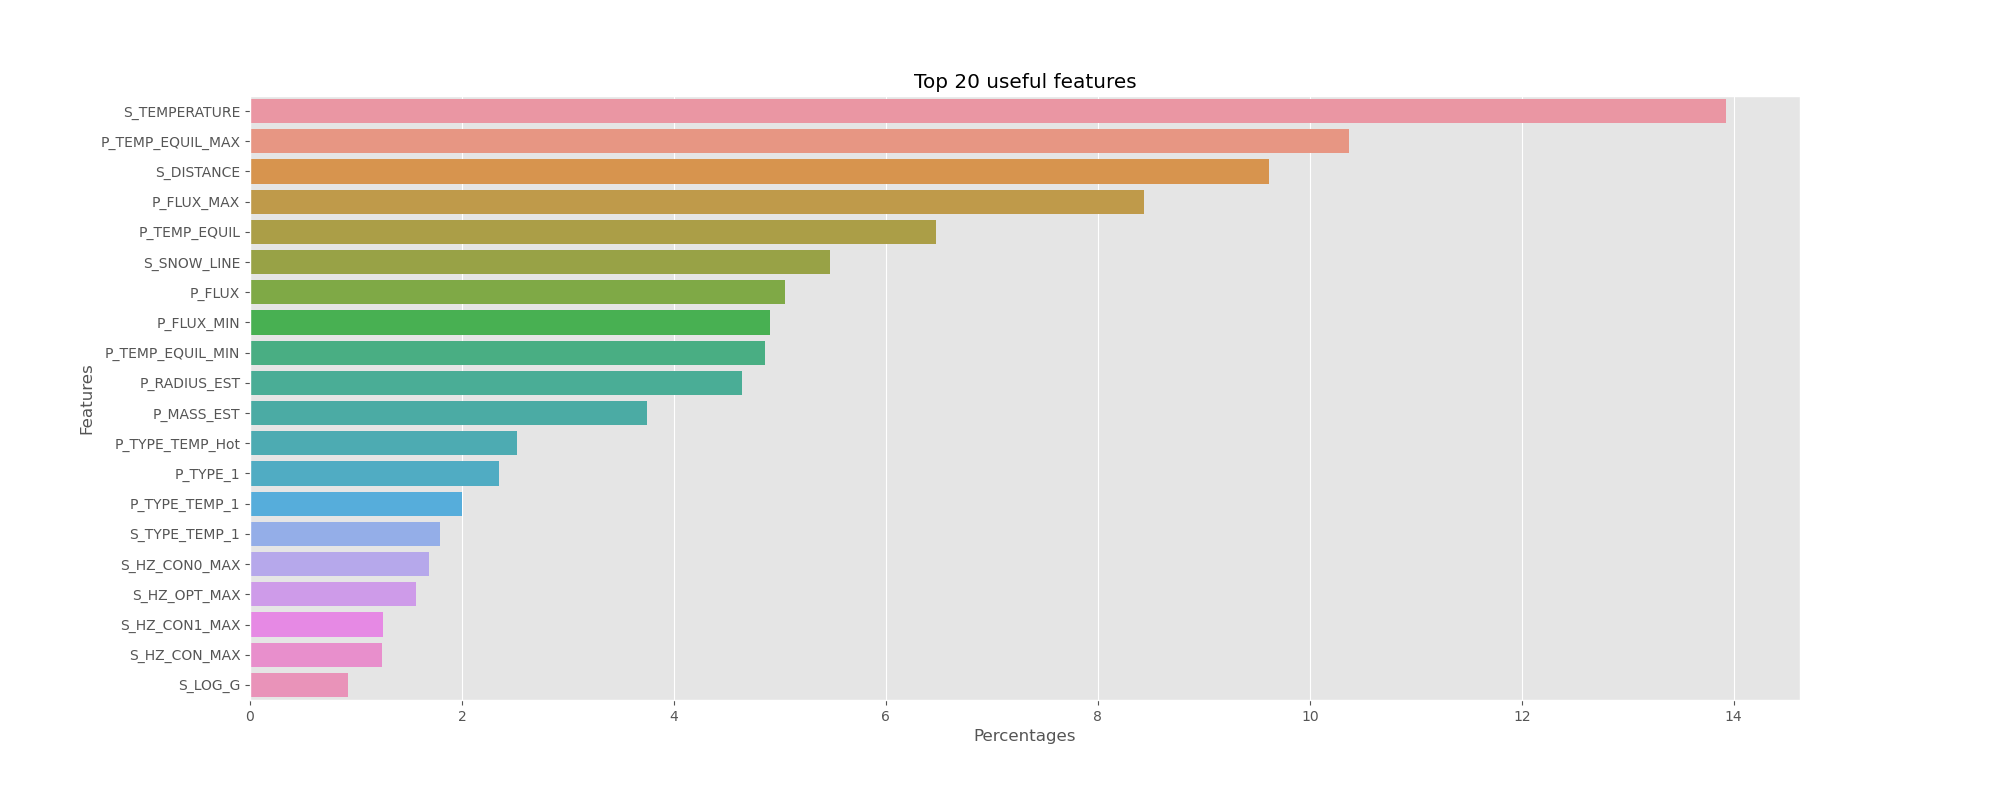 Top 20 useful features
S_TEMPERATURE
P_TEMP_EQUIL_MAX
S_DISTANCE
P_FLUX_MAX
P_TEMP_EQUIL
S_SNOW_LINE
P_FLUX
P_FLUX_MIN
P_TEMP_EQUIL_MIN
P_RADIUS_EST
P_MASS_EST
P_TYPE_TEMP_Hot
P_TYPE_1
P_TYPE_TEMP_1
S_TYPE_TEMP_1
S_HZ_CON0_MAX
S_HZ_OPT_MAX
S_HZ_CON1_MAX
S_HZ_CON_MAX
S_LOG_G
Features
0 2 4 6 8 10 12 14
Percentages